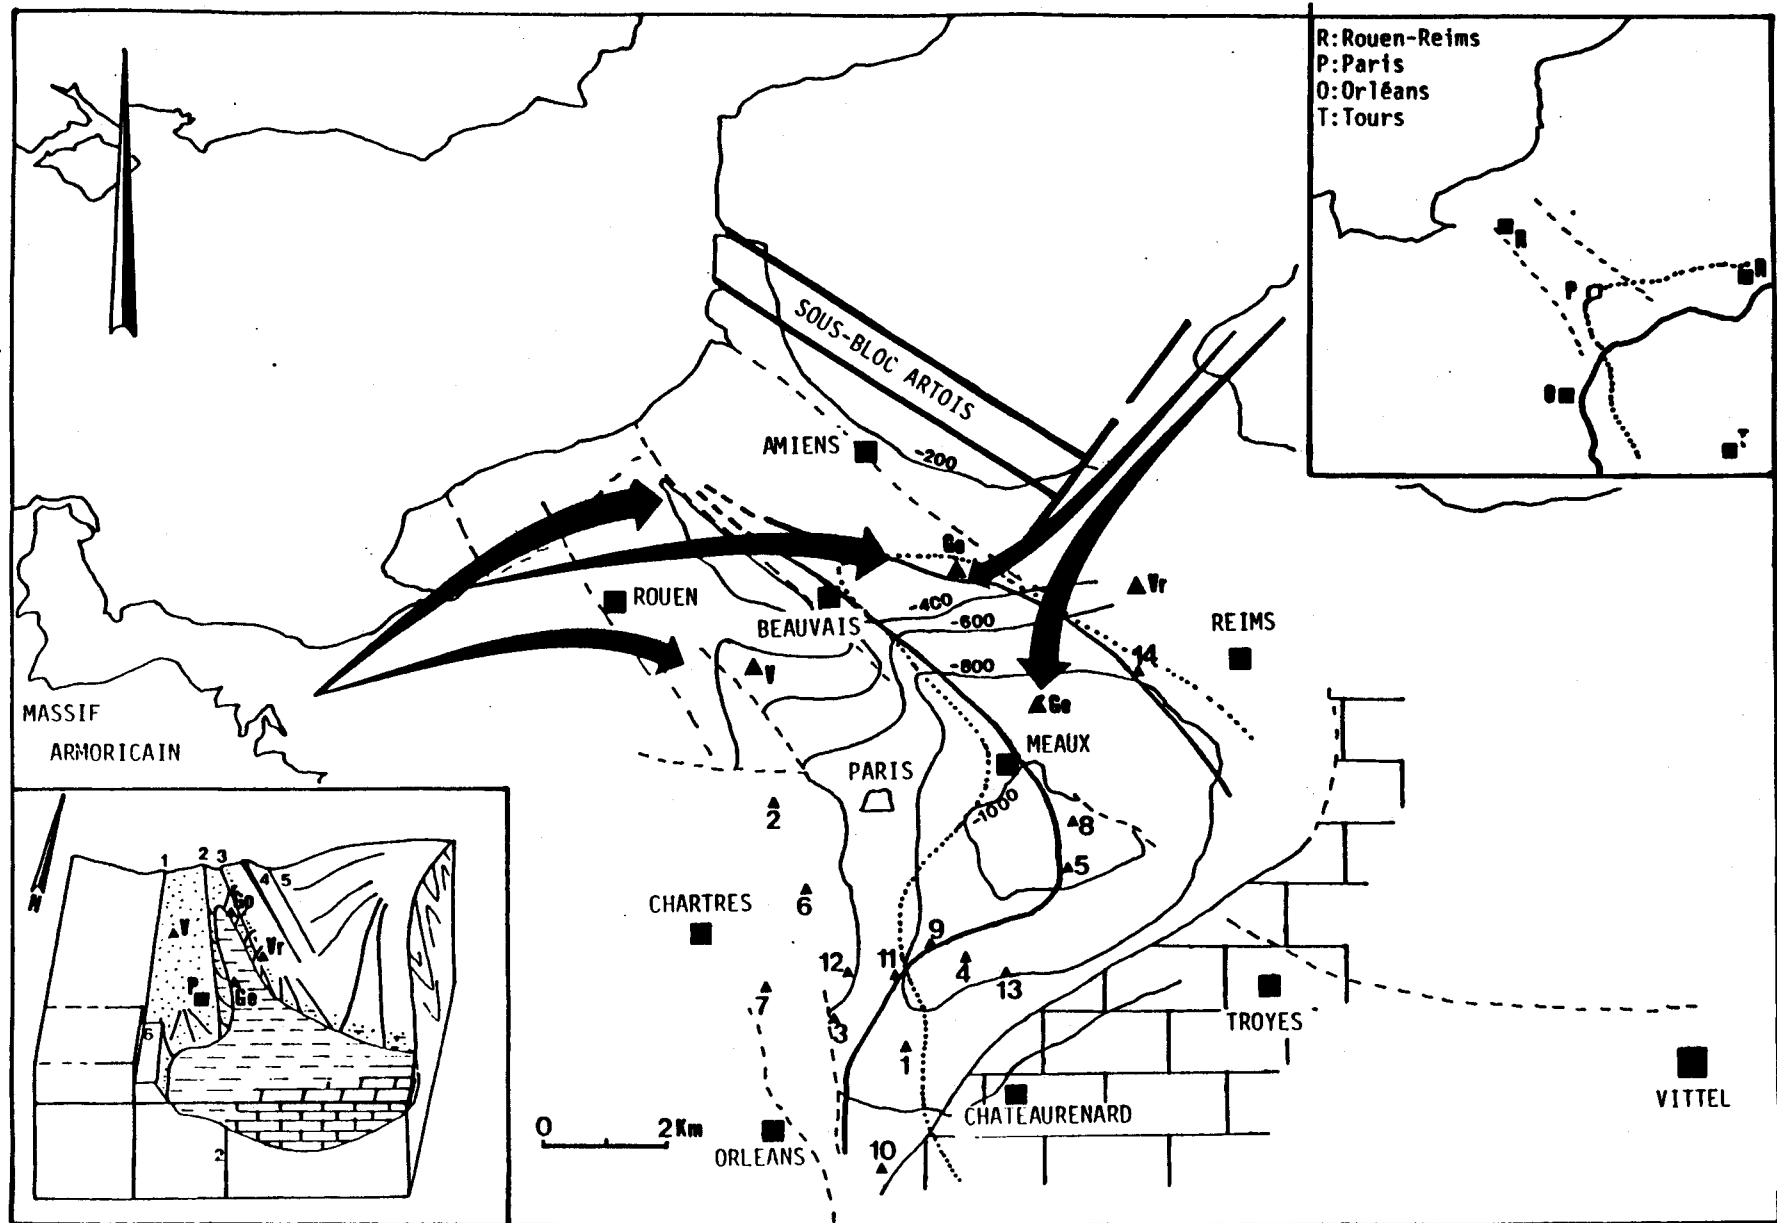 R:Rouen-Reims
P:Paris
O:Orléans
T:Tours
R
R
P
O
T
SOUS-BLOC ARTOIS
AMIENS
-200
Ge
Vr
ROUEN
-400
BEAUVAIS
-600
REIMS
V
-800
14
Ge
MASSIF
ARMORICAIN
MEAUX
PARIS
-1000
2
8
5
6
CHARTRES
9
12
11
4
13
7
3
TROYES
1
VITTEL
CHATEAURENARD
0 2Km
ORLEANS
10
N
1 2 3
4 5
Go
V
Vr
P
Ge
6
2